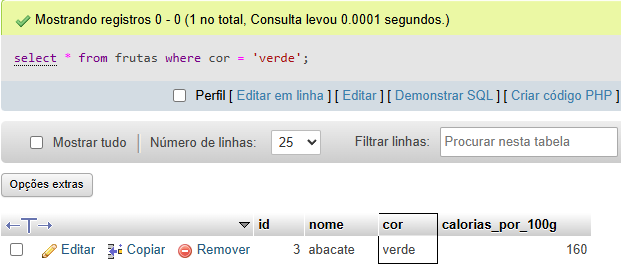 Mostrando registros 0 - 0 (1 no total, Consulta levou 0.0001 segundos.)
select * from frutas where cor = 'verde';
Perfil [ Editar em linha ] [ Editar ] [ Demonstrar SQL ] [ Criar código PHP ]
Mostrar tudo Número de linhas: 25 Filtrar linhas: Procurar nesta tabela
Opções extras
←T→ id nome cor calorias_por_100g
Editar Copiar Remover 3 abacate verde 160